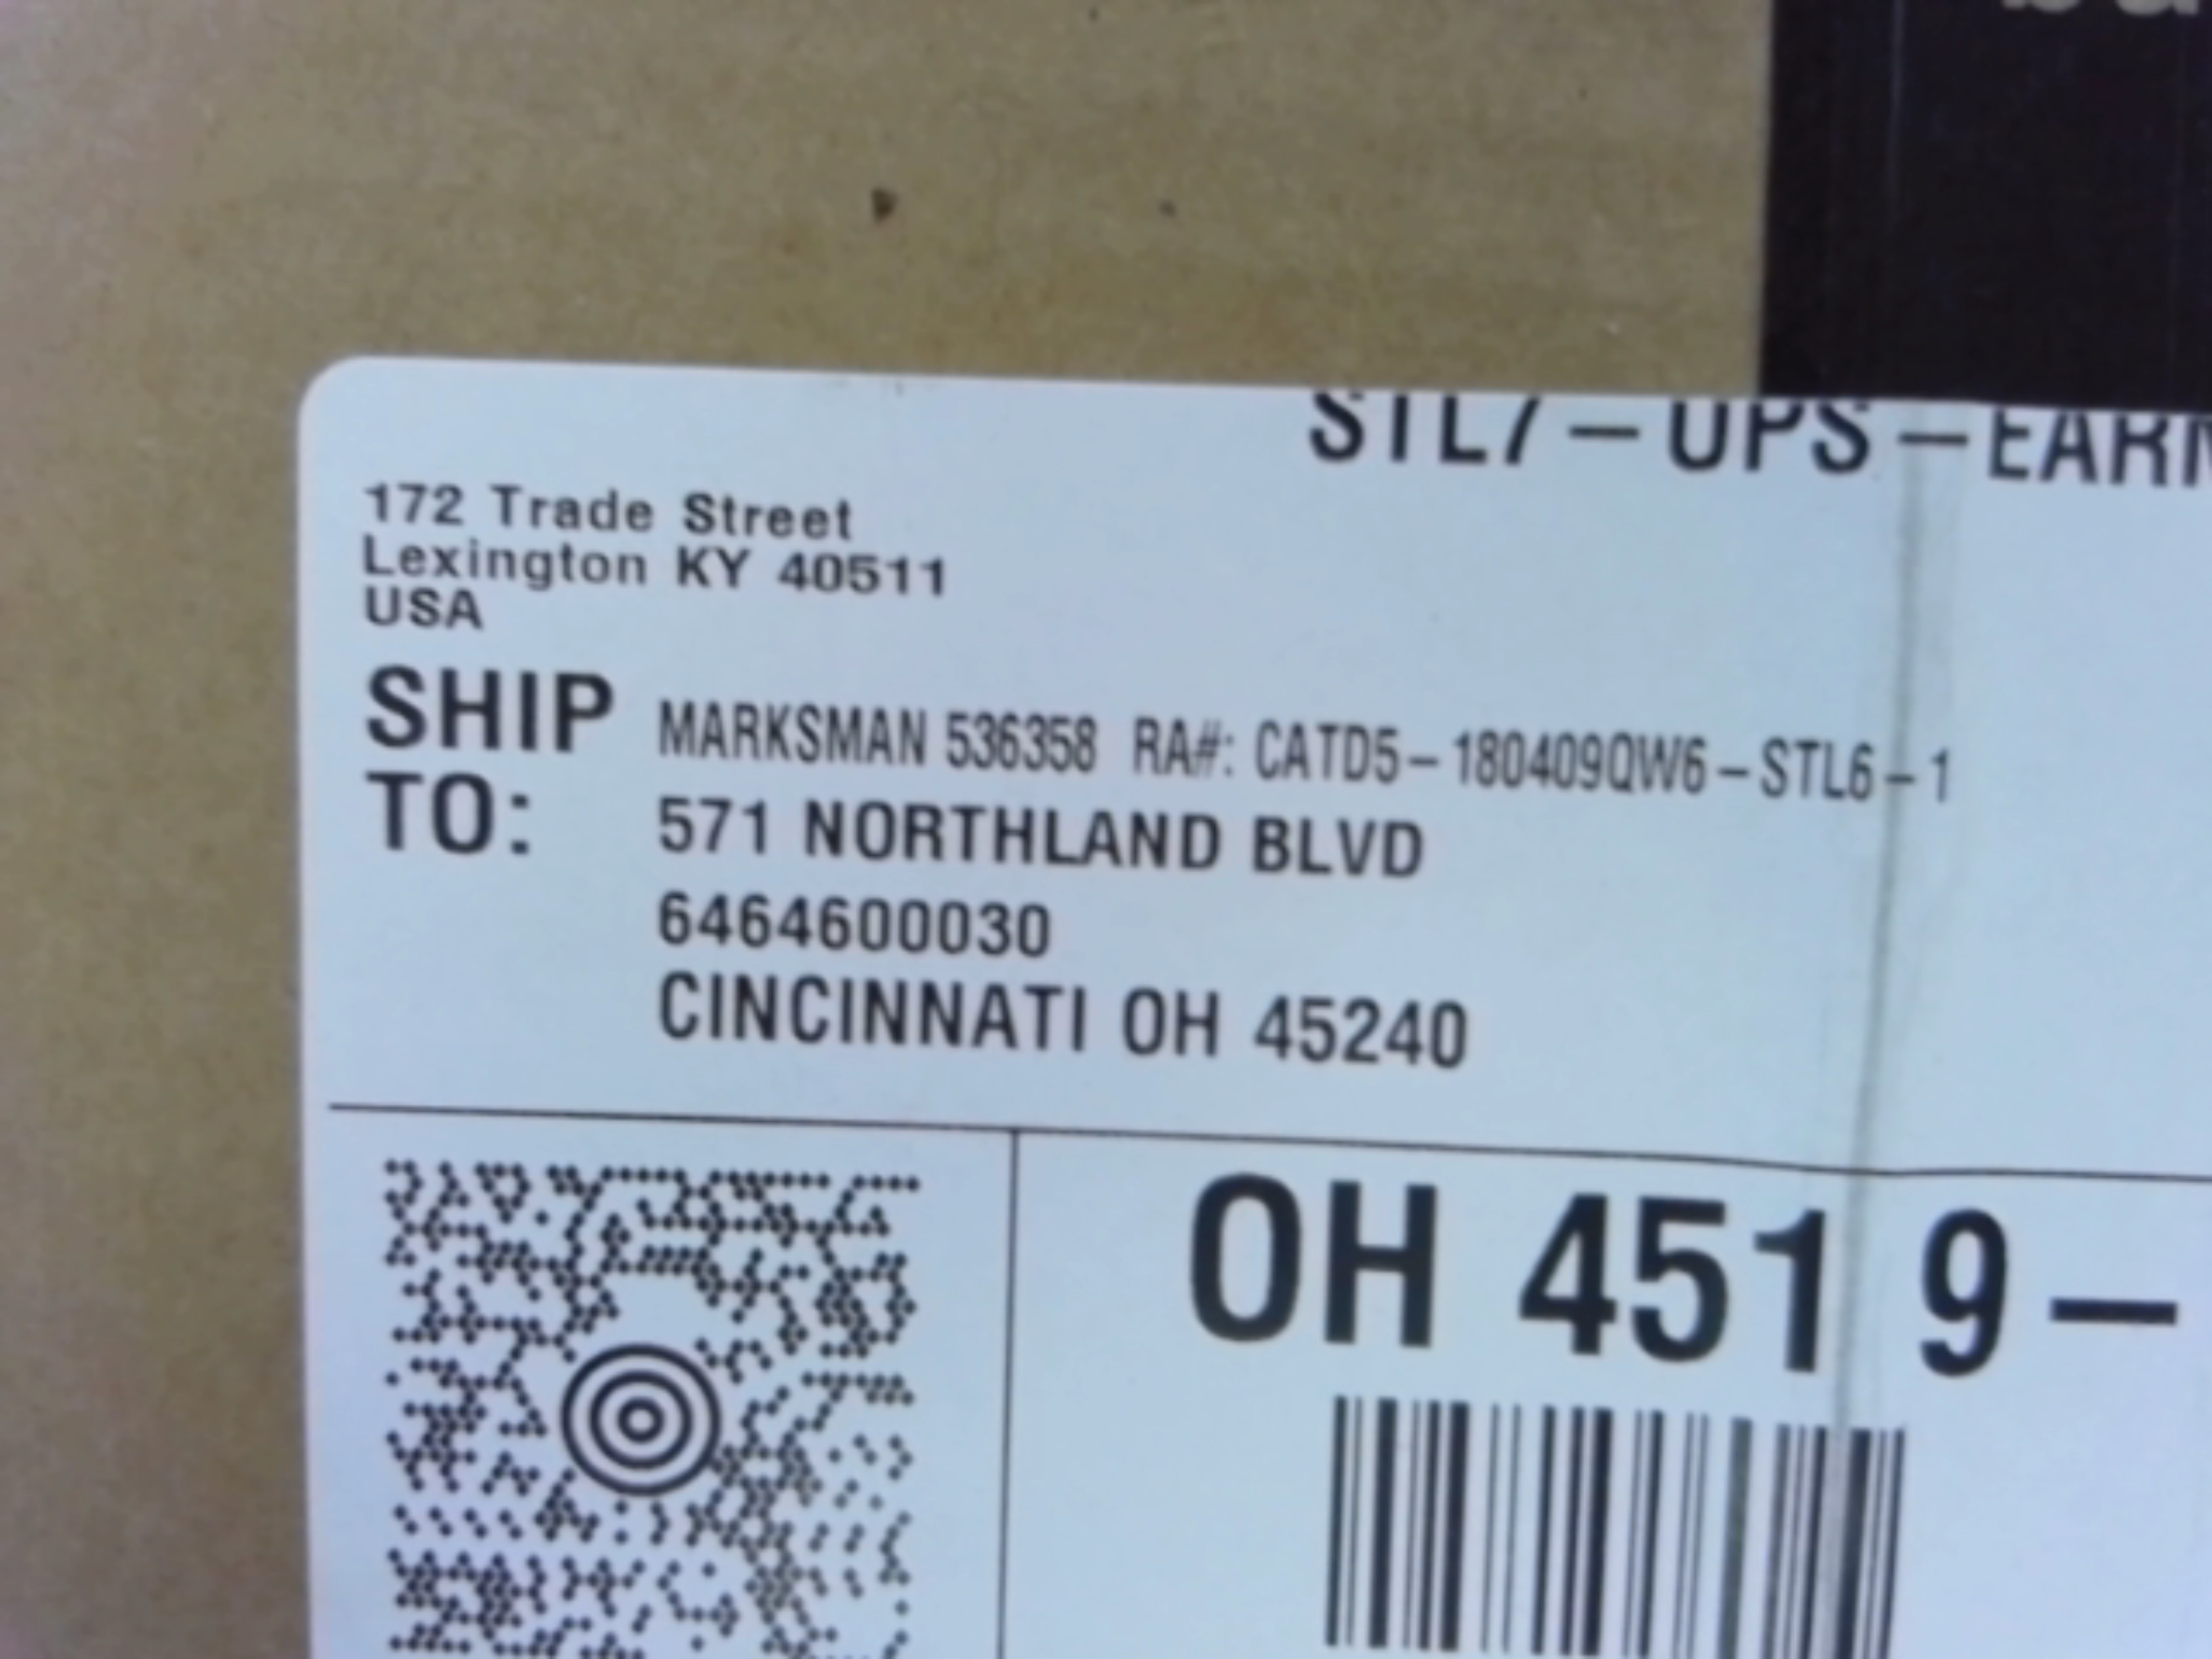 STL7-UPS-EARN
172 Trade Street
Lexington KY 40511
USA
SHIP TO:
MARKSMAN 536358 RA#: CATD5-180409QW6-STL6-1
571 NORTHLAND BLVD
6464600030
CINCINNATI OH 45240
OH 451 9-